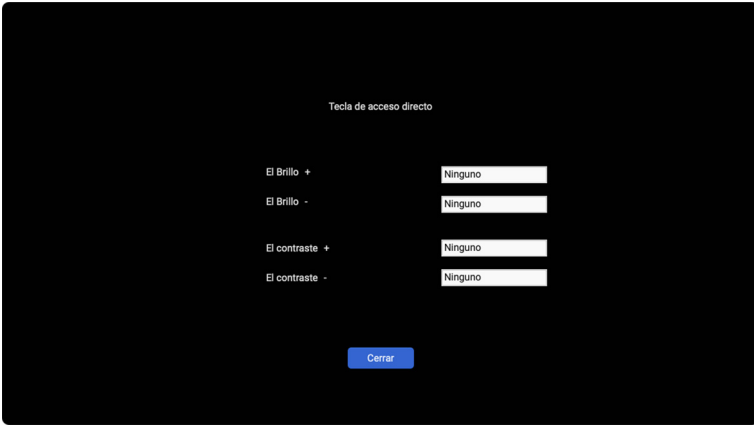 Tecla de acceso directo
El Brillo +
Ninguno
El Brillo -
Ninguno
El contraste +
Ninguno
El contraste -
Ninguno
Cerrar